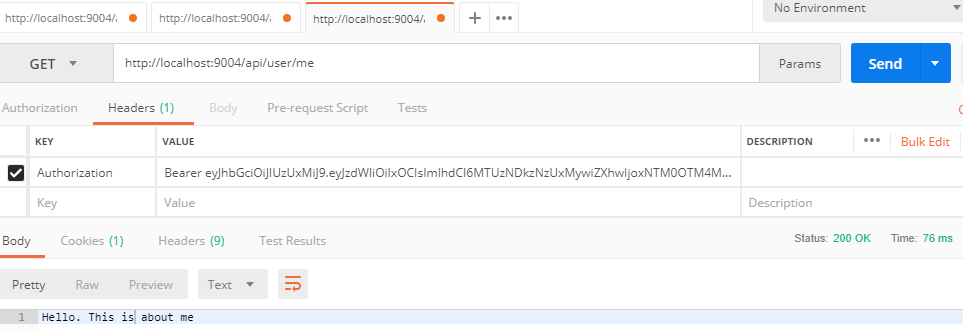 http://localhost:9004/a http://localhost:9004/a http://localhost:9004/a + ••• No Environment
GET http://localhost:9004/api/user/me Params Send
Authorization Headers (1) Body Pre-request Script Tests
KEY VALUE DESCRIPTION ••• Bulk Edit
Authorization
Key Value Description
Body Cookies (1) Headers (9) Test Results Status: 200 OK Time: 76 ms
Pretty Raw Preview Text
1 Hello. This is about me